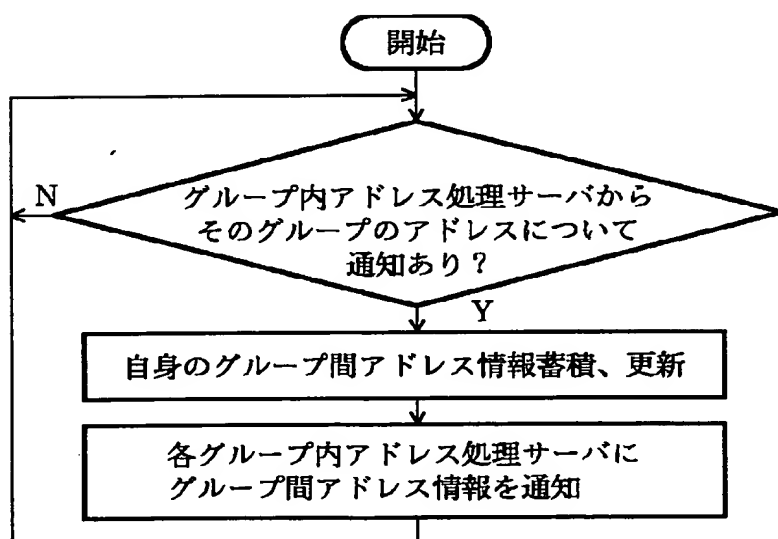 開始
N
グループ内アドレス処理サーバから
そのグループのアドレスについて
通知あり？
Y
自身のグループ間アドレス情報蓄積、更新
各グループ内アドレス処理サーバに
グループ間アドレス情報を通知